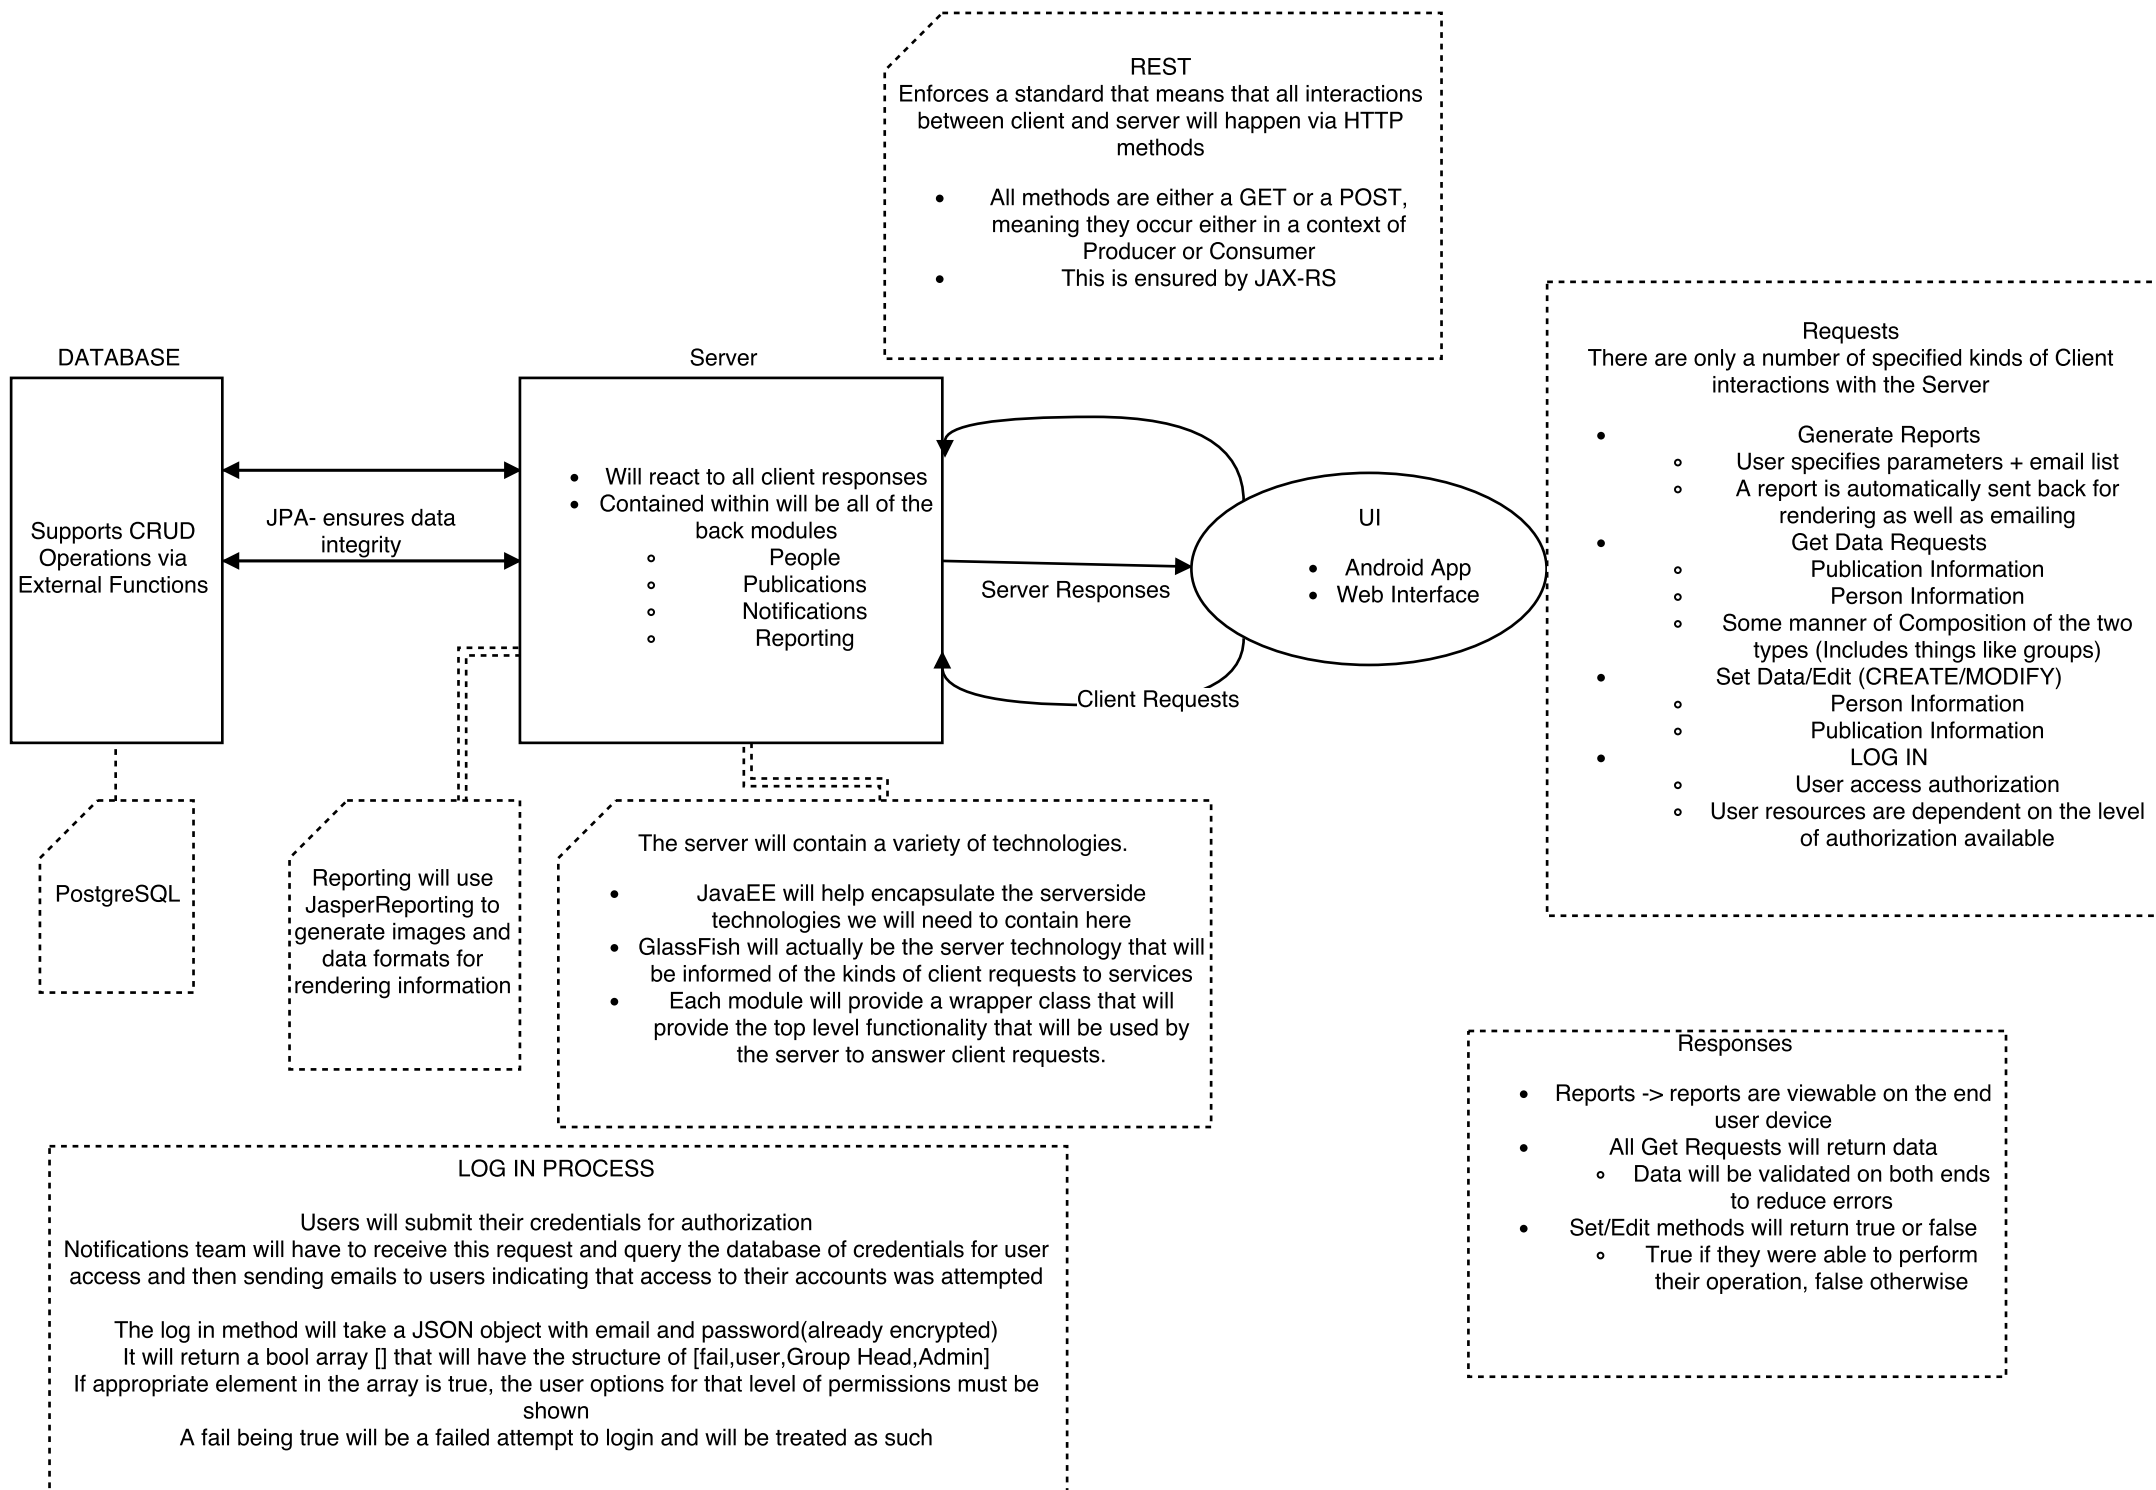 REST
Enforces a standard that means that all interactions
between client and server will happen via HTTP
methods
• All methods are either a GET or a POST,
meaning they occur either in a context of
Producer or Consumer
• This is ensured by JAX-RS
DATABASE
Supports CRUD
Operations via
External Functions
JPA- ensures data
integrity
Server
• Will react to all client responses
• Contained within will be all of the
back modules
◦ People
◦ Publications
◦ Notifications
◦ Reporting
Server Responses
Client Requests
UI
• Android App
• Web Interface
Requests
There are only a number of specified kinds of Client
interactions with the Server
• Generate Reports
◦ User specifies parameters + email list
◦ A report is automatically sent back for
rendering as well as emailing
• Get Data Requests
◦ Publication Information
◦ Person Information
◦ Some manner of Composition of the two
types (Includes things like groups)
• Set Data/Edit (CREATE/MODIFY)
◦ Person Information
◦ Publication Information
• LOG IN
◦ User access authorization
◦ User resources are dependent on the level
of authorization available
PostgreSQL
Reporting will use
JasperReporting to
generate images and
data formats for
rendering information
The server will contain a variety of technologies.
• JavaEE will help encapsulate the serverside
technologies we will need to contain here
• GlassFish will actually be the server technology that will
be informed of the kinds of client requests to services
• Each module will provide a wrapper class that will
provide the top level functionality that will be used by
the server to answer client requests.
Responses
• Reports -> reports are viewable on the end
user device
• All Get Requests will return data
◦ Data will be validated on both ends
to reduce errors
• Set/Edit methods will return true or false
◦ True if they were able to perform
their operation, false otherwise
LOG IN PROCESS
Users will submit their credentials for authorization
Notifications team will have to receive this request and query the database of credentials for user
access and then sending emails to users indicating that access to their accounts was attempted
The log in method will take a JSON object with email and password(already encrypted)
It will return a bool array [] that will have the structure of [fail,user,Group Head,Admin]
If appropriate element in the array is true, the user options for that level of permissions must be
shown
A fail being true will be a failed attempt to login and will be treated as such